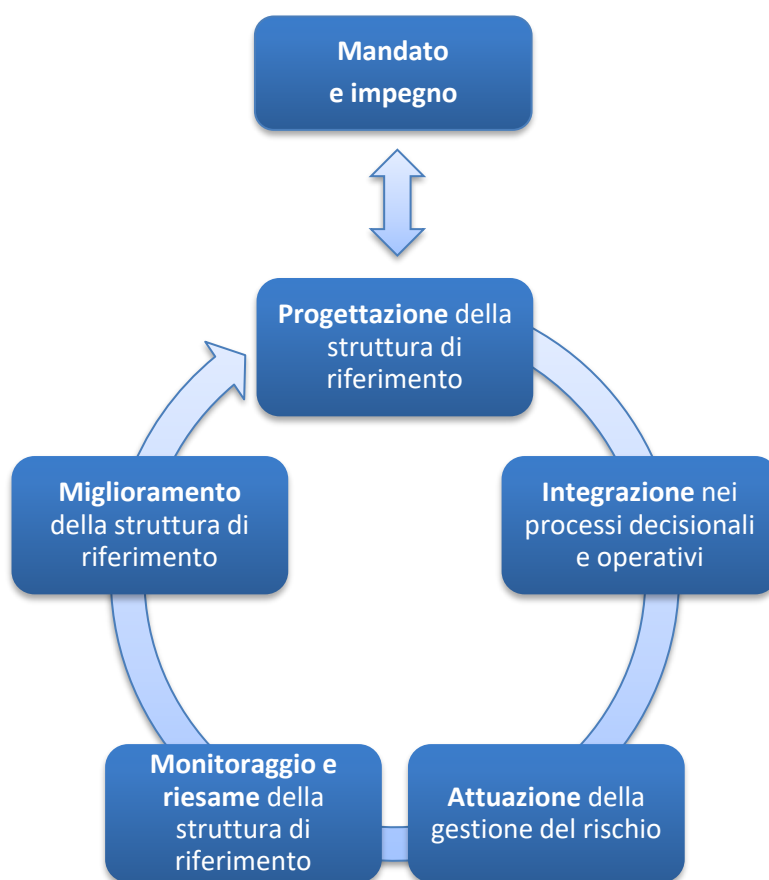 Mandato
e impegno
Progettazione della
struttura di
riferimento
Integrazione nei
processi decisionali
e operativi
Attuazione della
gestione del rischio
Monitoraggio e
riesame della
struttura di
riferimento
Miglioramento
della struttura di
riferimento